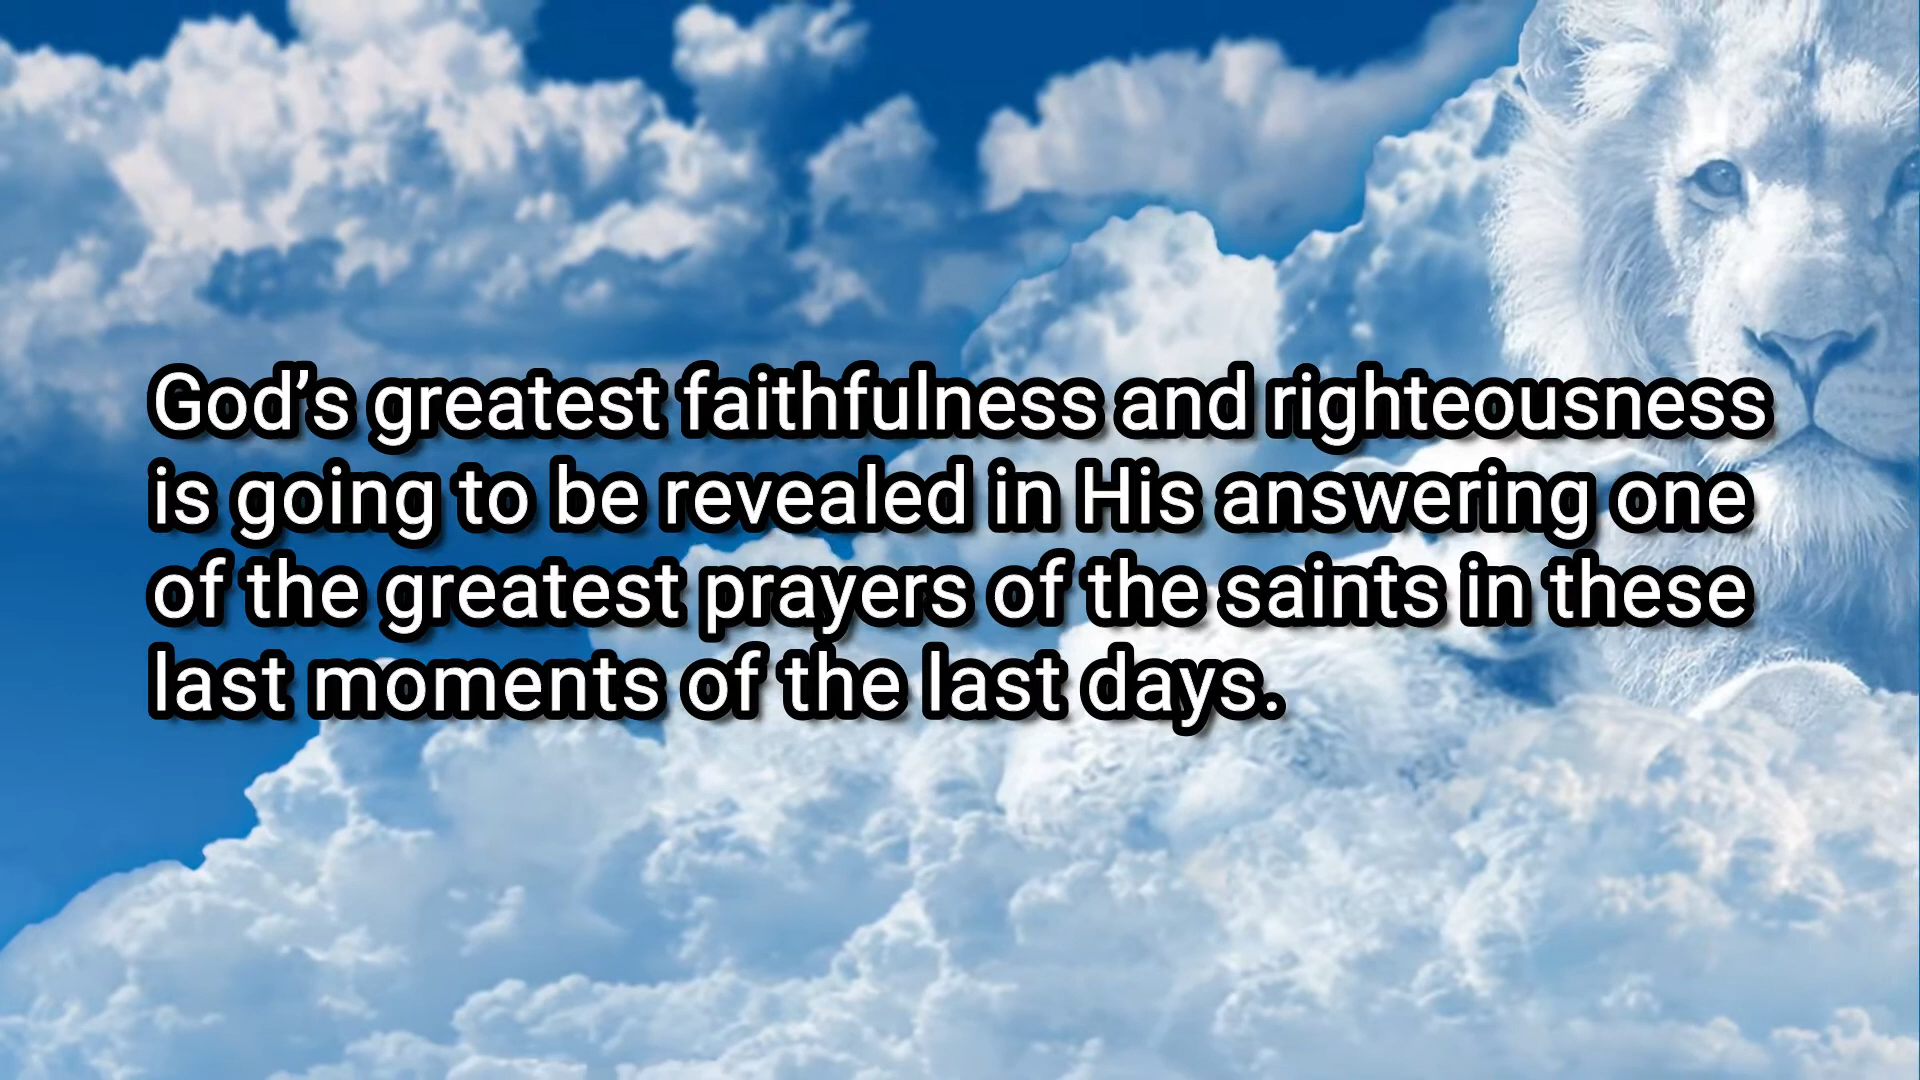 God’s greatest faithfulness and righteousness
is going to be revealed in His answering one
of the greatest prayers of the saints in these
last moments of the last days.